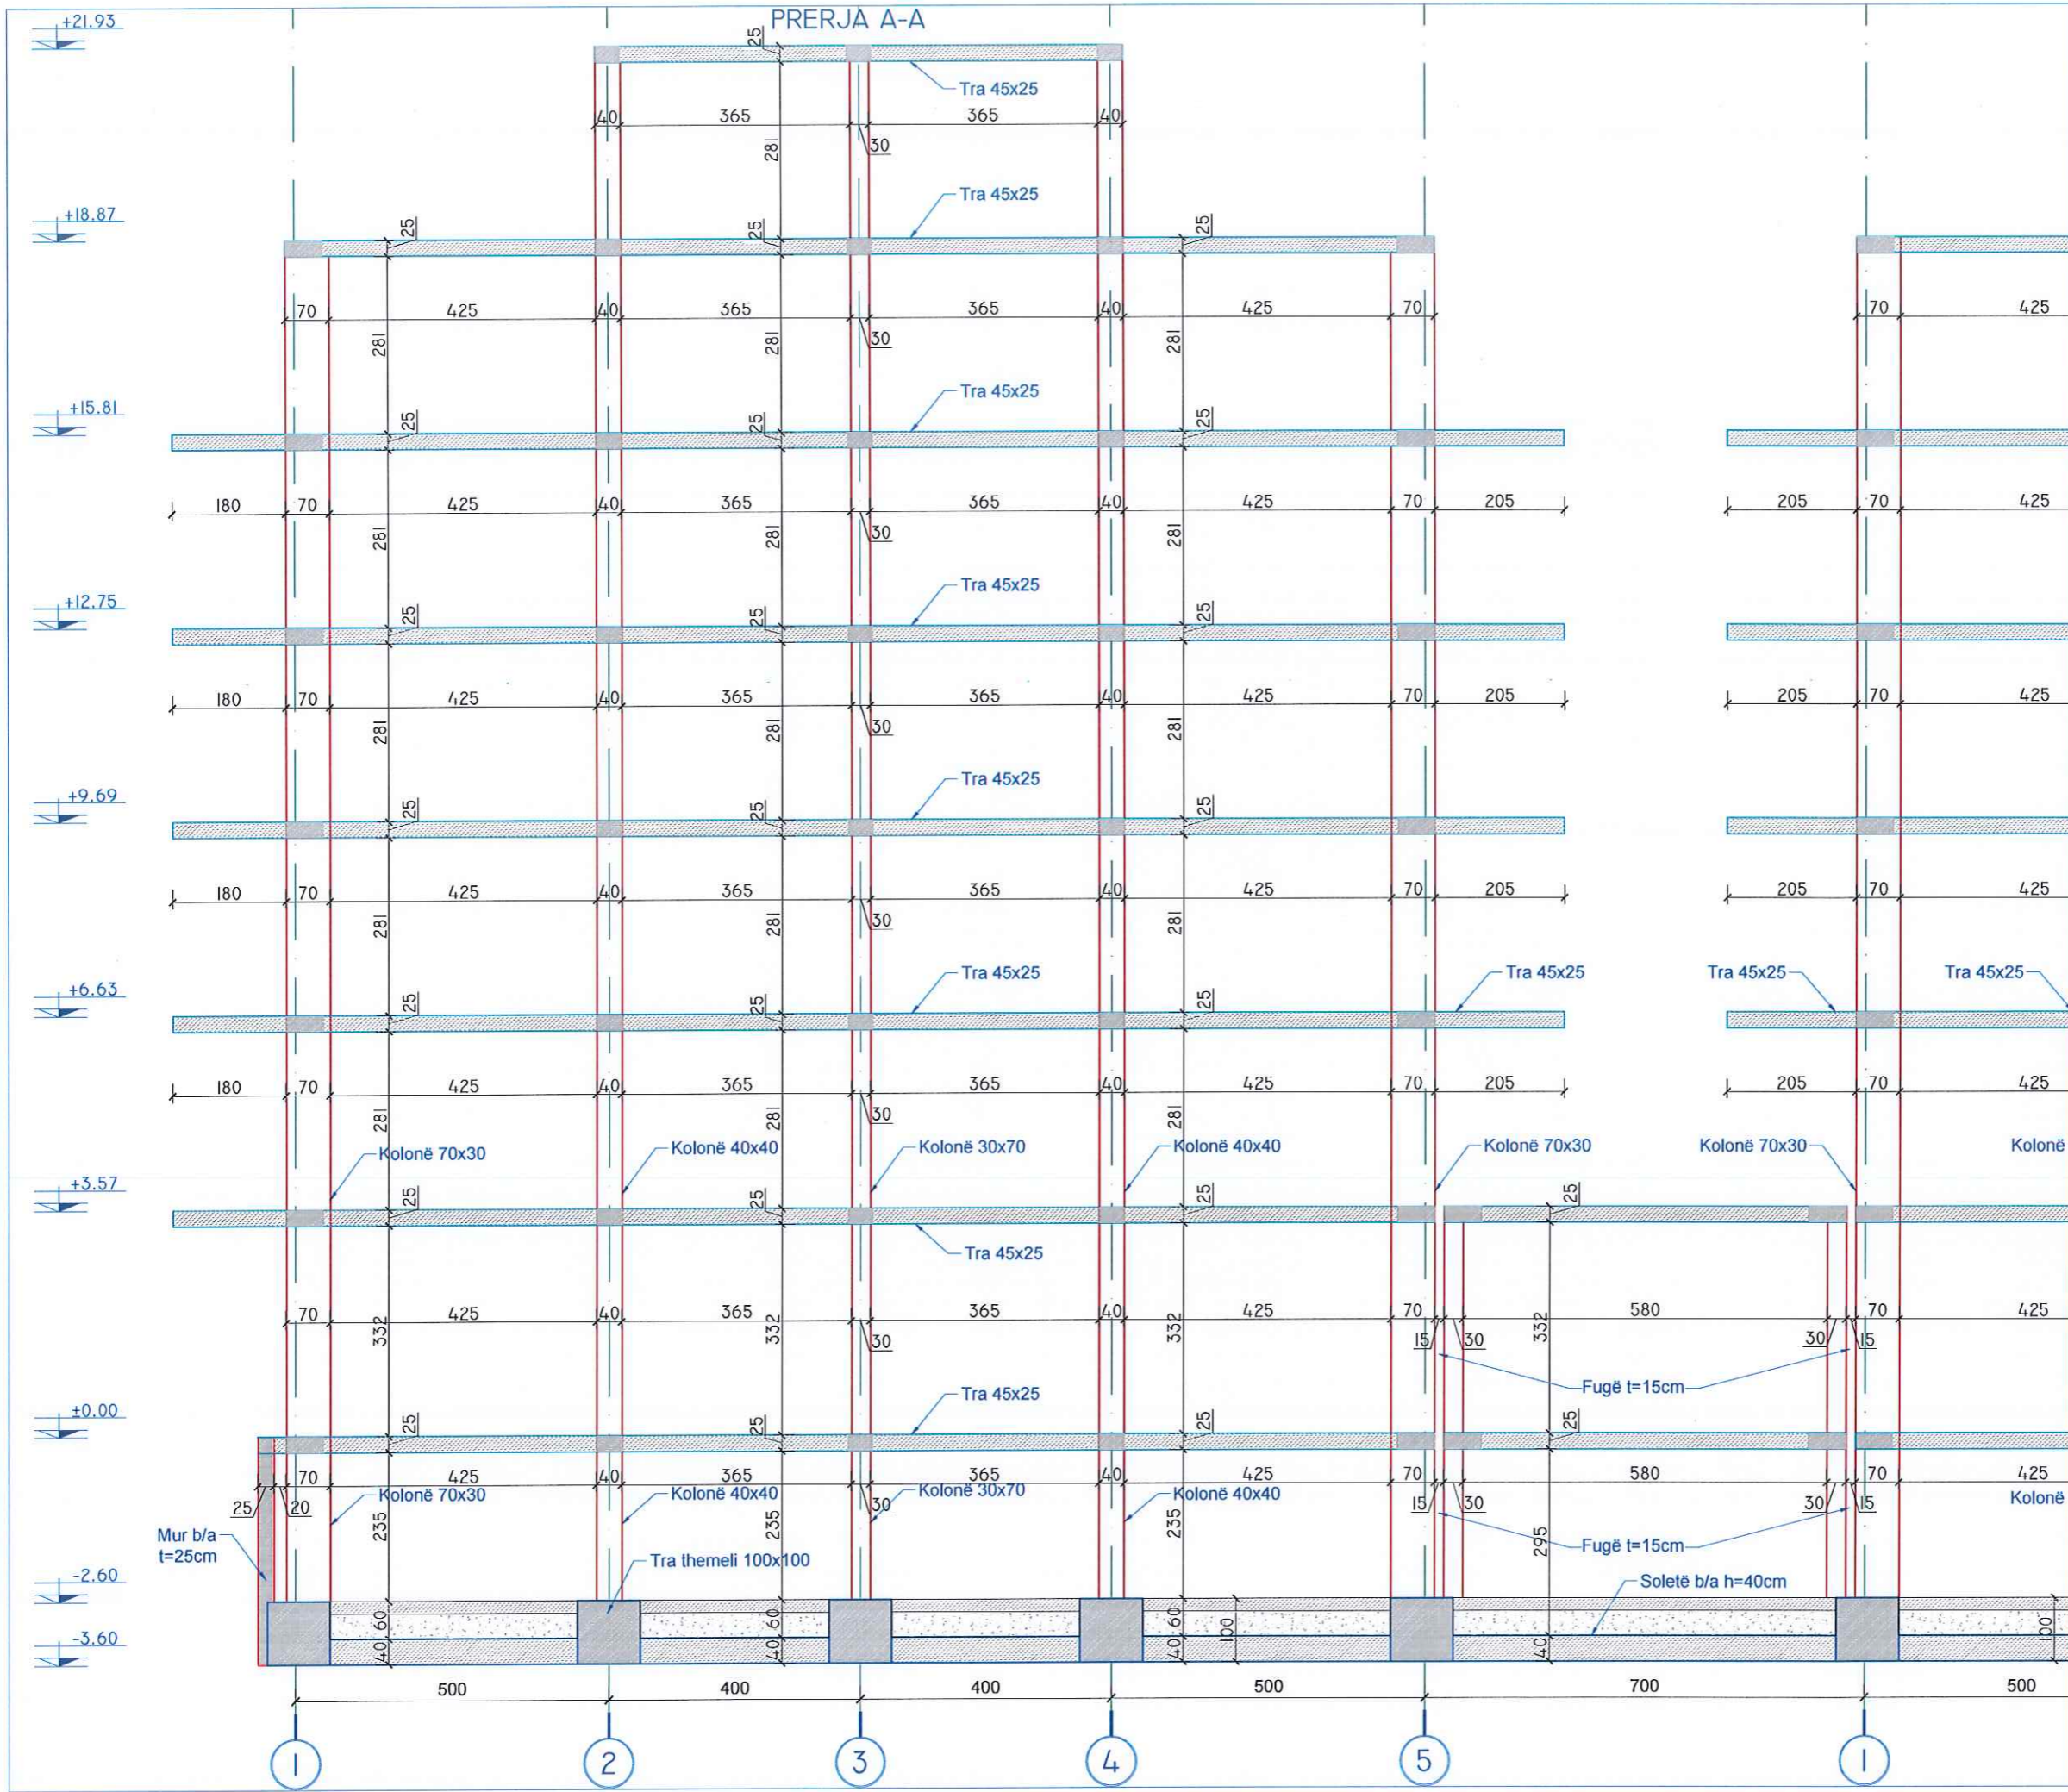 PRERJA A-A
+21.93
25
Tra 45x25
40 365 365 40
281
30
Tra 45x25
+18.87
25 25 25
70 425 40 365 365 40 425 70 70 425
281 281 281
30
Tra 45x25
+15.81
25 25 25
180 70 425 40 365 365 40 425 70 205 205 70 425
281 281 281
30
Tra 45x25
+12.75
25 25 25
180 70 425 40 365 365 40 425 70 205 205 70 425
281 281 281
30
Tra 45x25
+9.69
25 25 25
180 70 425 40 365 365 40 425 70 205 205 70 425
281 281 281
30
Tra 45x25 Tra 45x25 Tra 45x25 Tra 45x25
+6.63
25 25 25
180 70 425 40 365 365 40 425 70 205 205 70 425
281 281 281
30
Kolonë 70x30 Kolonë 40x40 Kolonë 30x70 Kolonë 40x40 Kolonë 70x30 Kolonë 70x30 Kolonë
+3.57
25 25 25 25
Tra 45x25
70 425 40 365 365 40 425 70 580 70 425
332 332 332 332
30 15 30 30 15
Fugë t=15cm
Tra 45x25
±0.00
25 25 25 25
70 425 40 365 365 40 425 70 580 70 425
25 20 Kolonë 70x30 Kolonë 40x40 30 Kolonë 30x70 Kolonë 40x40 15 30 30 15 Kolonë
235 235 235 295
Mur b/a
t=25cm
Fugë t=15cm
Tra themeli 100x100
Soletë b/a h=40cm
-2.60
60 60 60 100 100
-3.60
40 40 40 40
500 400 400 500 700 500
1 2 3 4 5 1